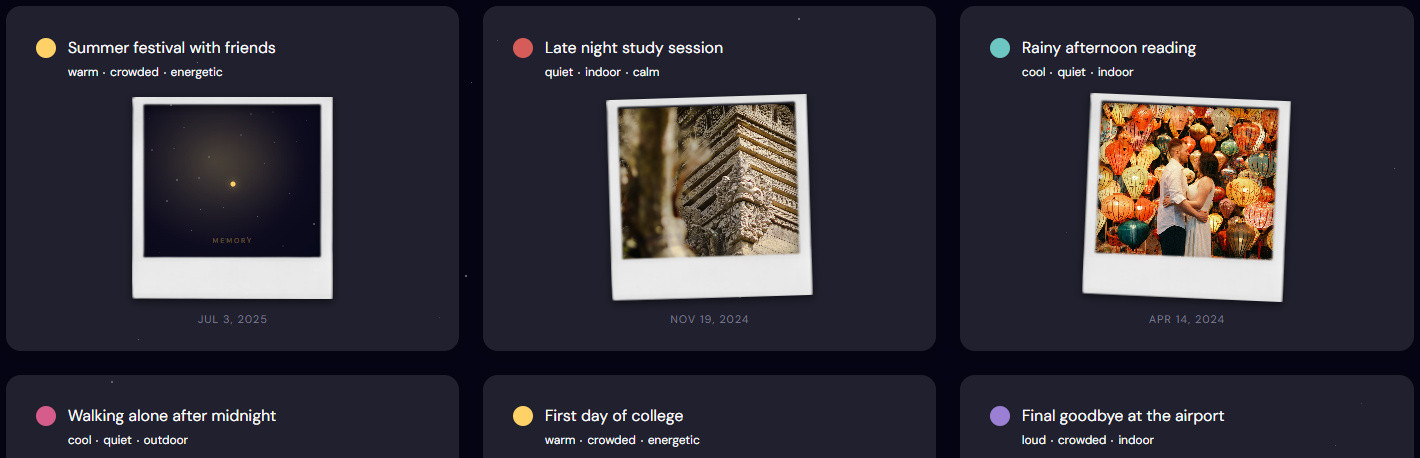 Summer festival with friends
warm · crowded · energetic
MEMORY
JUL 3, 2025
Late night study session
quiet · indoor · calm
NOV 19, 2024
Rainy afternoon reading
cool · quiet · indoor
APR 14, 2024
Walking alone after midnight
cool · quiet · outdoor
First day of college
warm · crowded · energetic
Final goodbye at the airport
loud · crowded · indoor